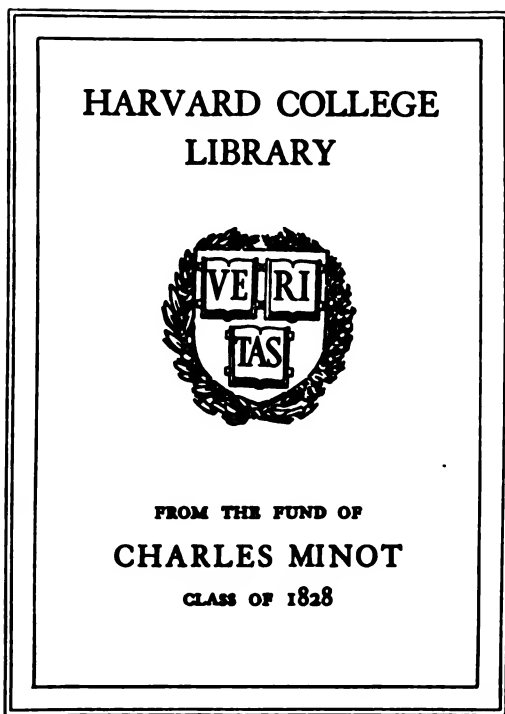 HARVARD COLLEGE
LIBRARY
VE RI
TAS
FROM THE FUND OF
CHARLES MINOT
CLASS OF 1828